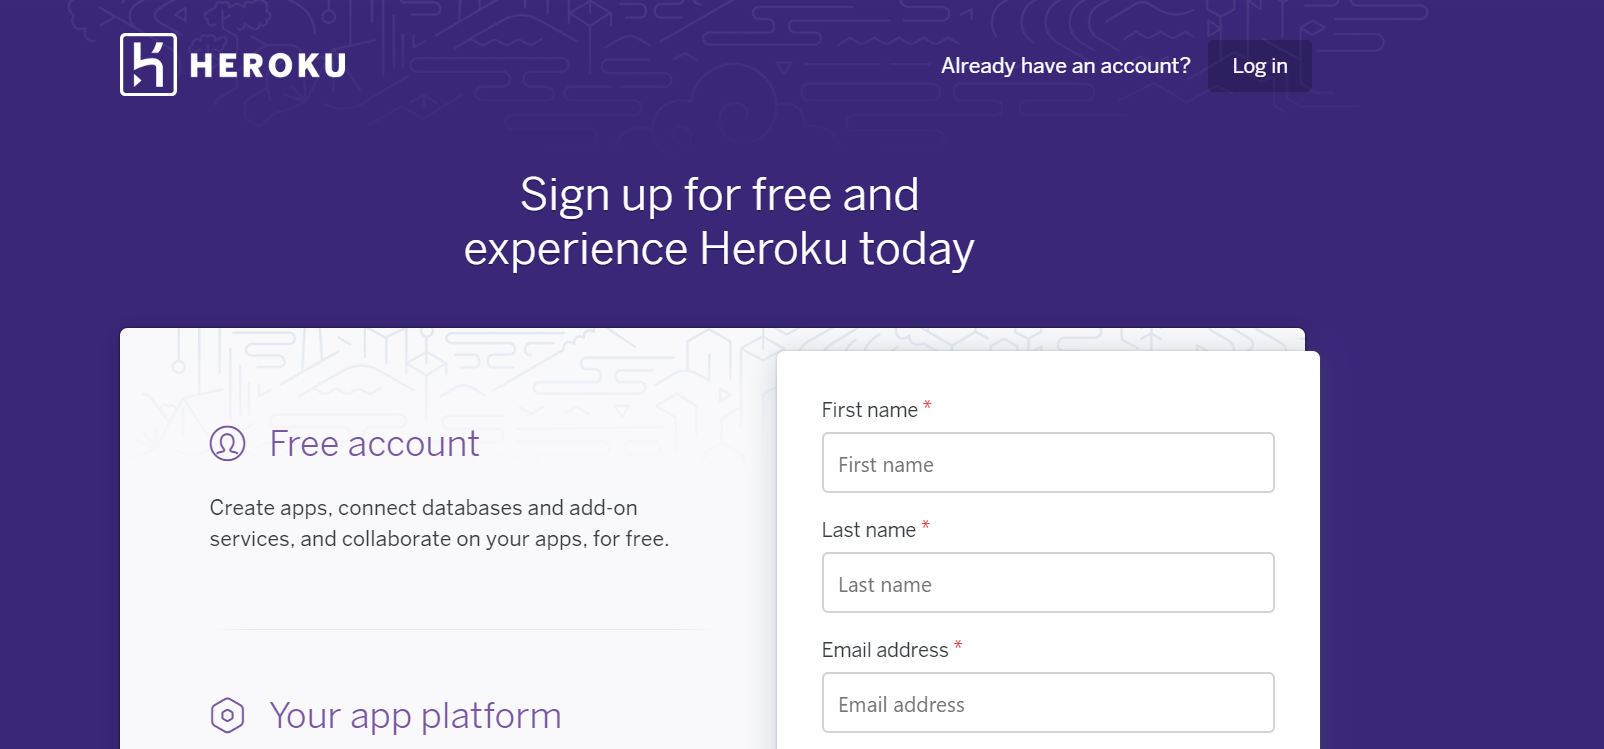 HEROKU
Already have an account?
Log in
Sign up for free and
experience Heroku today
Free account
Create apps, connect databases and add-on
services, and collaborate on your apps, for free.
Your app platform
First name *
First name
Last name *
Last name
Email address *
Email address